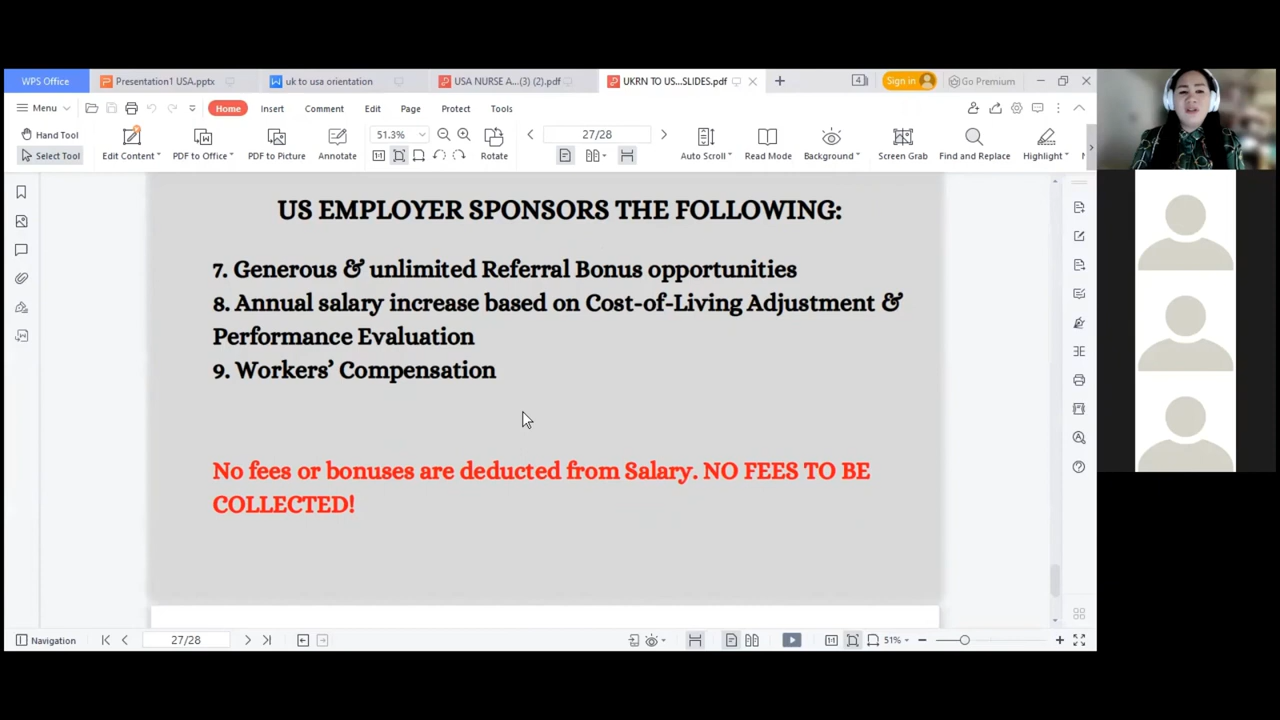 WPS Office
Presentation1 USA.pptx
uk to usa orientation
USA NURSE A...(3) (2).pdf
UKRN TO US...SLIDES.pdf
4
Sign in
Go Premium
Menu
Home
Insert
Comment
Edit
Page
Protect
Tools
Hand Tool
Select Tool
Edit Content
PDF to Office
PDF to Picture
Annotate
51.3%
Rotate
27/28
Auto Scroll
Read Mode
Background
Screen Grab
Find and Replace
Highlight
US EMPLOYER SPONSORS THE FOLLOWING:
7. Generous & unlimited Referral Bonus opportunities
8. Annual salary increase based on Cost-of-Living Adjustment &
Performance Evaluation
9. Workers’ Compensation
No fees or bonuses are deducted from Salary. NO FEES TO BE
COLLECTED!
Navigation
27/28
51%